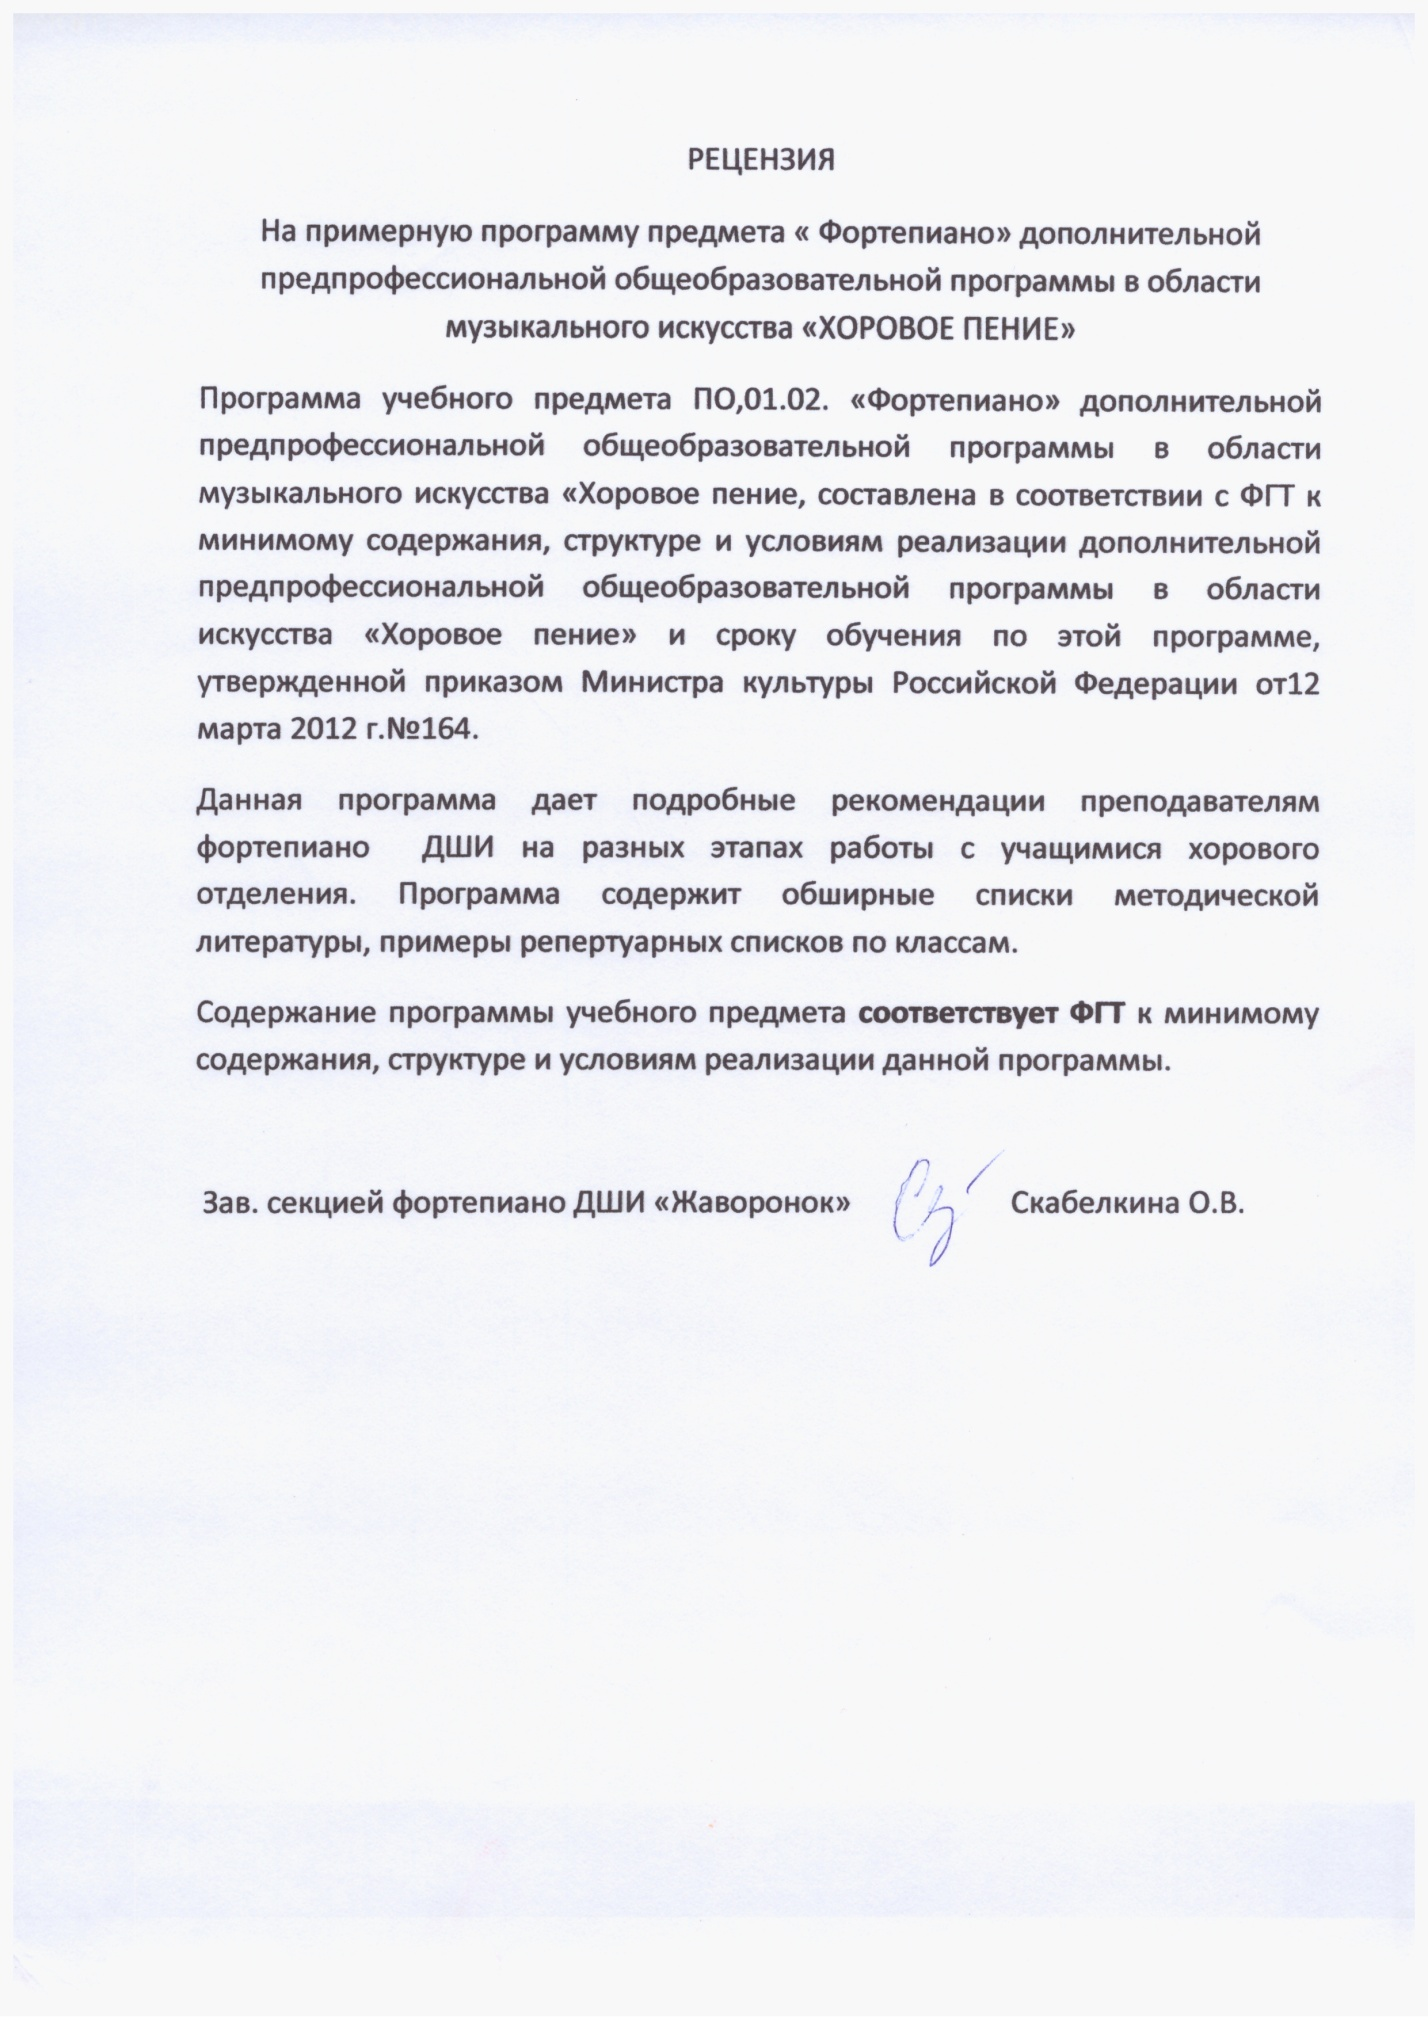 РЕЦЕНЗИЯ
На примерную программу предмета « Фортепиано» дополнительной
предпрофессиональной общеобразовательной программы в области
музыкального искусства «ХОРОВОЕ ПЕНИЕ»
Программа учебного предмета ПО,01.02. «Фортепиано» дополнительной
предпрофессиональной общеобразовательной программы в области
музыкального искусства «Хоровое пение, составлена в соответствии с ФГТ к
минимому содержания, структуре и условиям реализации дополнительной
предпрофессиональной общеобразовательной программы в области
искусства «Хоровое пение» и сроку обучения по этой программе,
утвержденной приказом Министра культуры Российской Федерации от12
марта 2012 г.№164.
Данная программа дает подробные рекомендации преподавателям
фортепиано ДШИ на разных этапах работы с учащимися хорового
отделения. Программа содержит обширные списки методической
литературы, примеры репертуарных списков по классам.
Содержание программы учебного предмета соответствует ФГТ к минимому
содержания, структуре и условиям реализации данной программы.
Зав. секцией фортепиано ДШИ «Жаворонок» Скабелкина О.В.